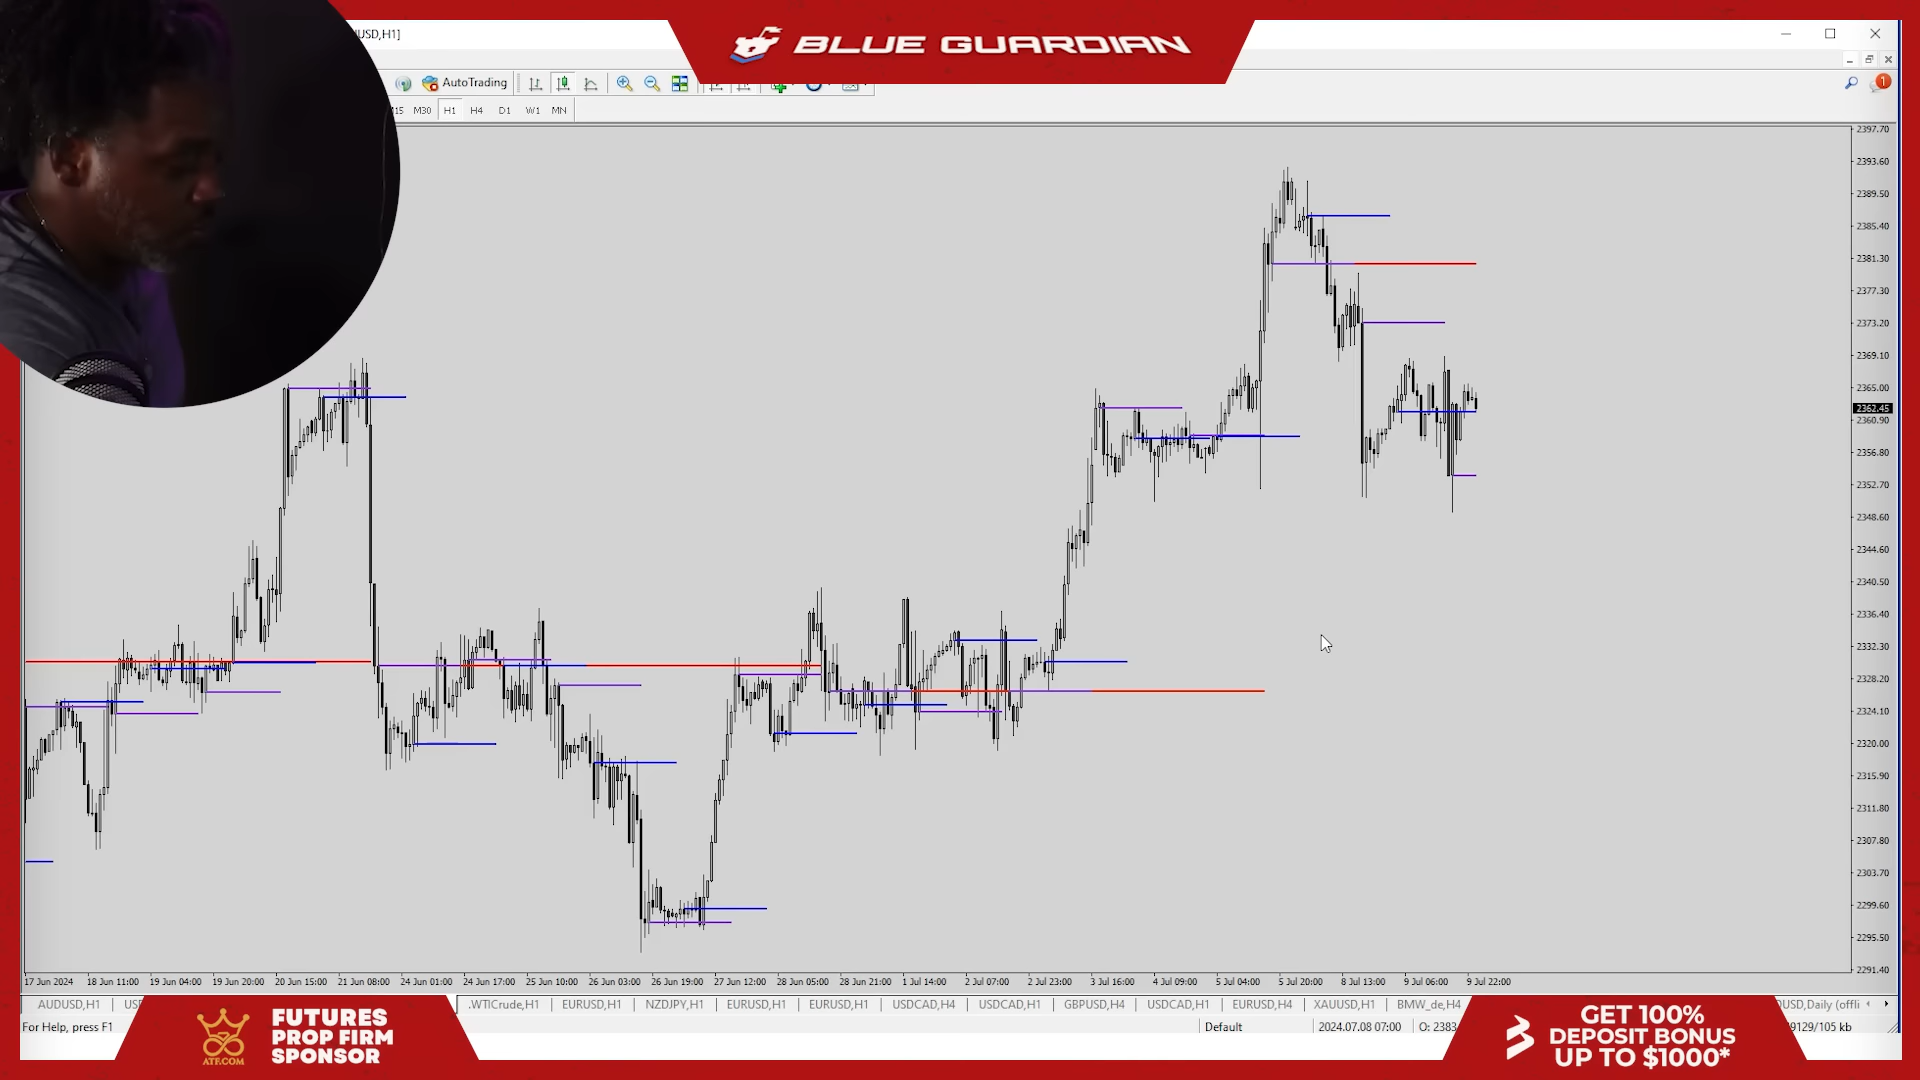 USD,H1]
BLUE GUARDIAN
AutoTrading
1
M30 H1 H4 D1 W1 MN
2397.70
2393.60
2389.50
2385.40
2381.30
2377.30
2373.20
2369.10
2365.00
2362.45
2360.90
2356.80
2352.70
2348.60
2344.60
2340.50
2336.40
2332.30
2328.20
2324.10
2320.00
2315.90
2311.80
2307.80
2303.70
2299.60
2295.50
2291.40
17 Jun 2024 18 Jun 11:00 19 Jun 04:00 19 Jun 20:00 20 Jun 15:00 21 Jun 08:00 24 Jun 01:00 24 Jun 17:00 25 Jun 10:00 26 Jun 03:00 26 Jun 19:00 27 Jun 12:00 28 Jun 05:00 28 Jun 21:00 1 Jul 14:00 2 Jul 07:00 2 Jul 23:00 3 Jul 16:00 4 Jul 09:00 5 Jul 04:00 5 Jul 20:00 8 Jul 13:00 9 Jul 06:00 9 Jul 22:00
AUDUSD,H1 .WTICrude,H1 EURUSD,H1 NZDJPY,H1 EURUSD,H1 EURUSD,H1 USDCAD,H4 USDCAD,H1 GBPUSD,H4 USDCAD,H1 EURUSD,H4 XAUUSD,H1 BMW_de,H4 USD,Daily (offli
For Help, press F1 Default 2024.07.08 07:00 O: 2383 9129/105 kb
ATF.COM
FUTURES
PROP FIRM
SPONSOR
GET 100%
DEPOSIT BONUS
UP TO $1000*